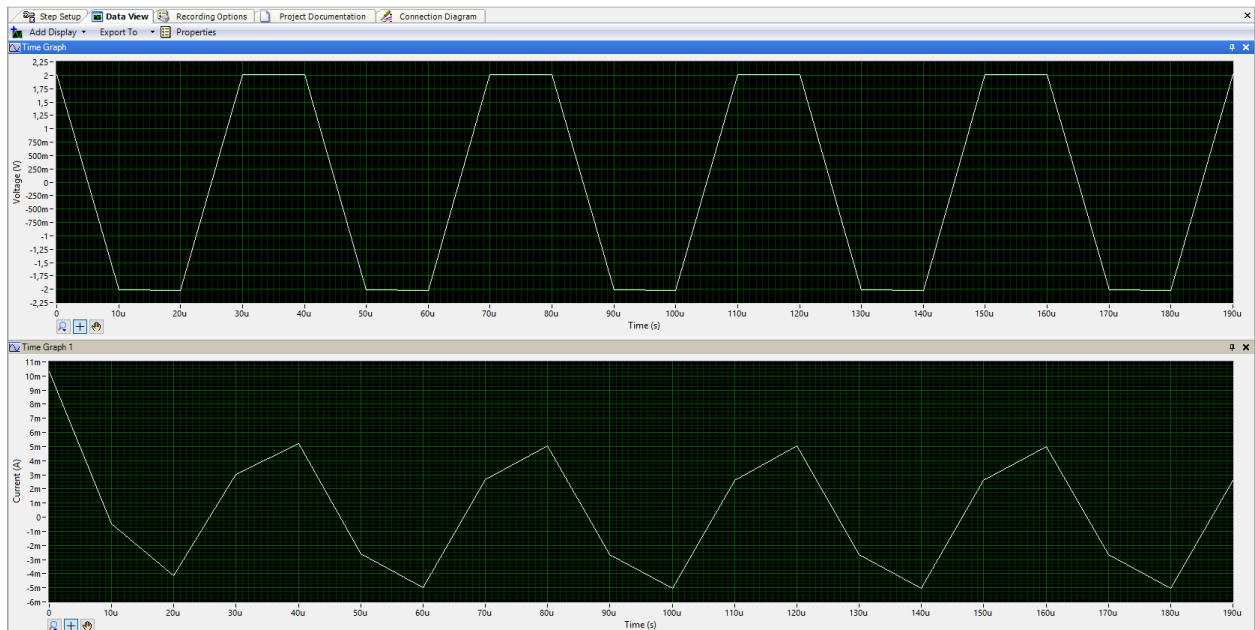 Step Setup Data View Recording Options Project Documentation Connection Diagram
Add Display Export To Properties
Time Graph
2,25
2
1,75
1,5
1,25
1
750m
500m
250m
0
-250m
-500m
-750m
-1
-1,25
-1,5
-1,75
-2
-2,25
Voltage (V)
0 10u 20u 30u 40u 50u 60u 70u 80u 90u 100u 110u 120u 130u 140u 150u 160u 170u 180u 190u
Time (s)
Time Graph 1
11m
10m
9m
8m
7m
6m
5m
4m
3m
2m
1m
0
-1m
-2m
-3m
-4m
-5m
-6m
Current (A)
0 10u 20u 30u 40u 50u 60u 70u 80u 90u 100u 110u 120u 130u 140u 150u 160u 170u 180u 190u
Time (s)